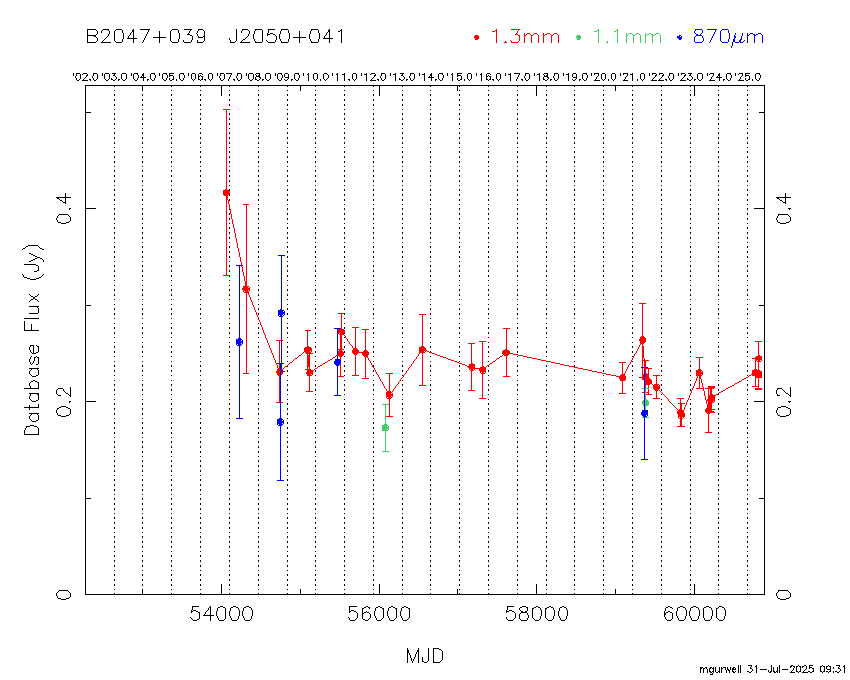 B2047+039 J2050+041 1.3mm 1.1mm 870μm
'02.0 '03.0 '04.0 '05.0 '06.0 '07.0 '08.0 '09.0 '10.0 '11.0 '12.0 '13.0 '14.0 '15.0 '16.0 '17.0 '18.0 '19.0 '20.0 '21.0 '22.0 '23.0 '24.0 '25.0
0.4 0.4
Database Flux (Jy)
0.2 0.2
0 0
54000 56000 58000 60000
MJD
mgurwell 31-Jul-2025 09:31